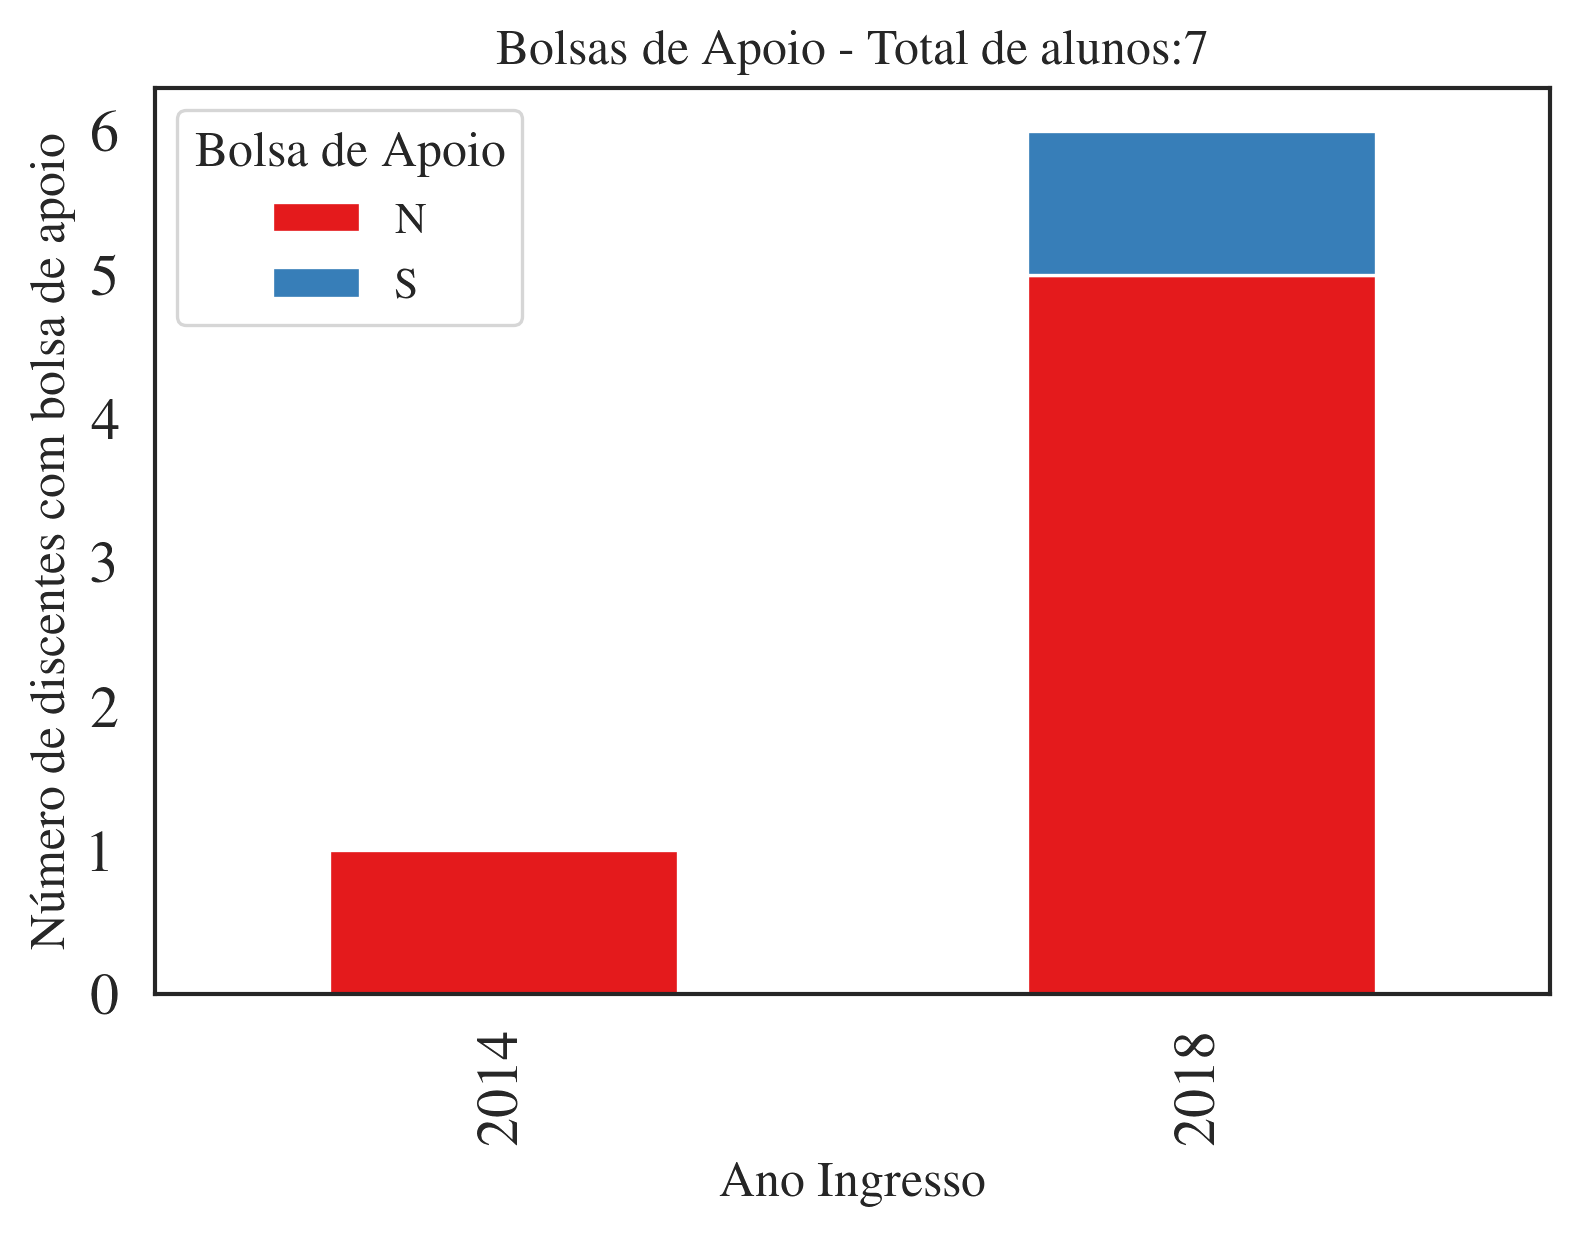 Bolsas de Apoio - Total de alunos:7
Bolsa de Apoio
N
S
Número de discentes com bolsa de apoio
6
5
4
3
2
1
0
2014
2018
Ano Ingresso